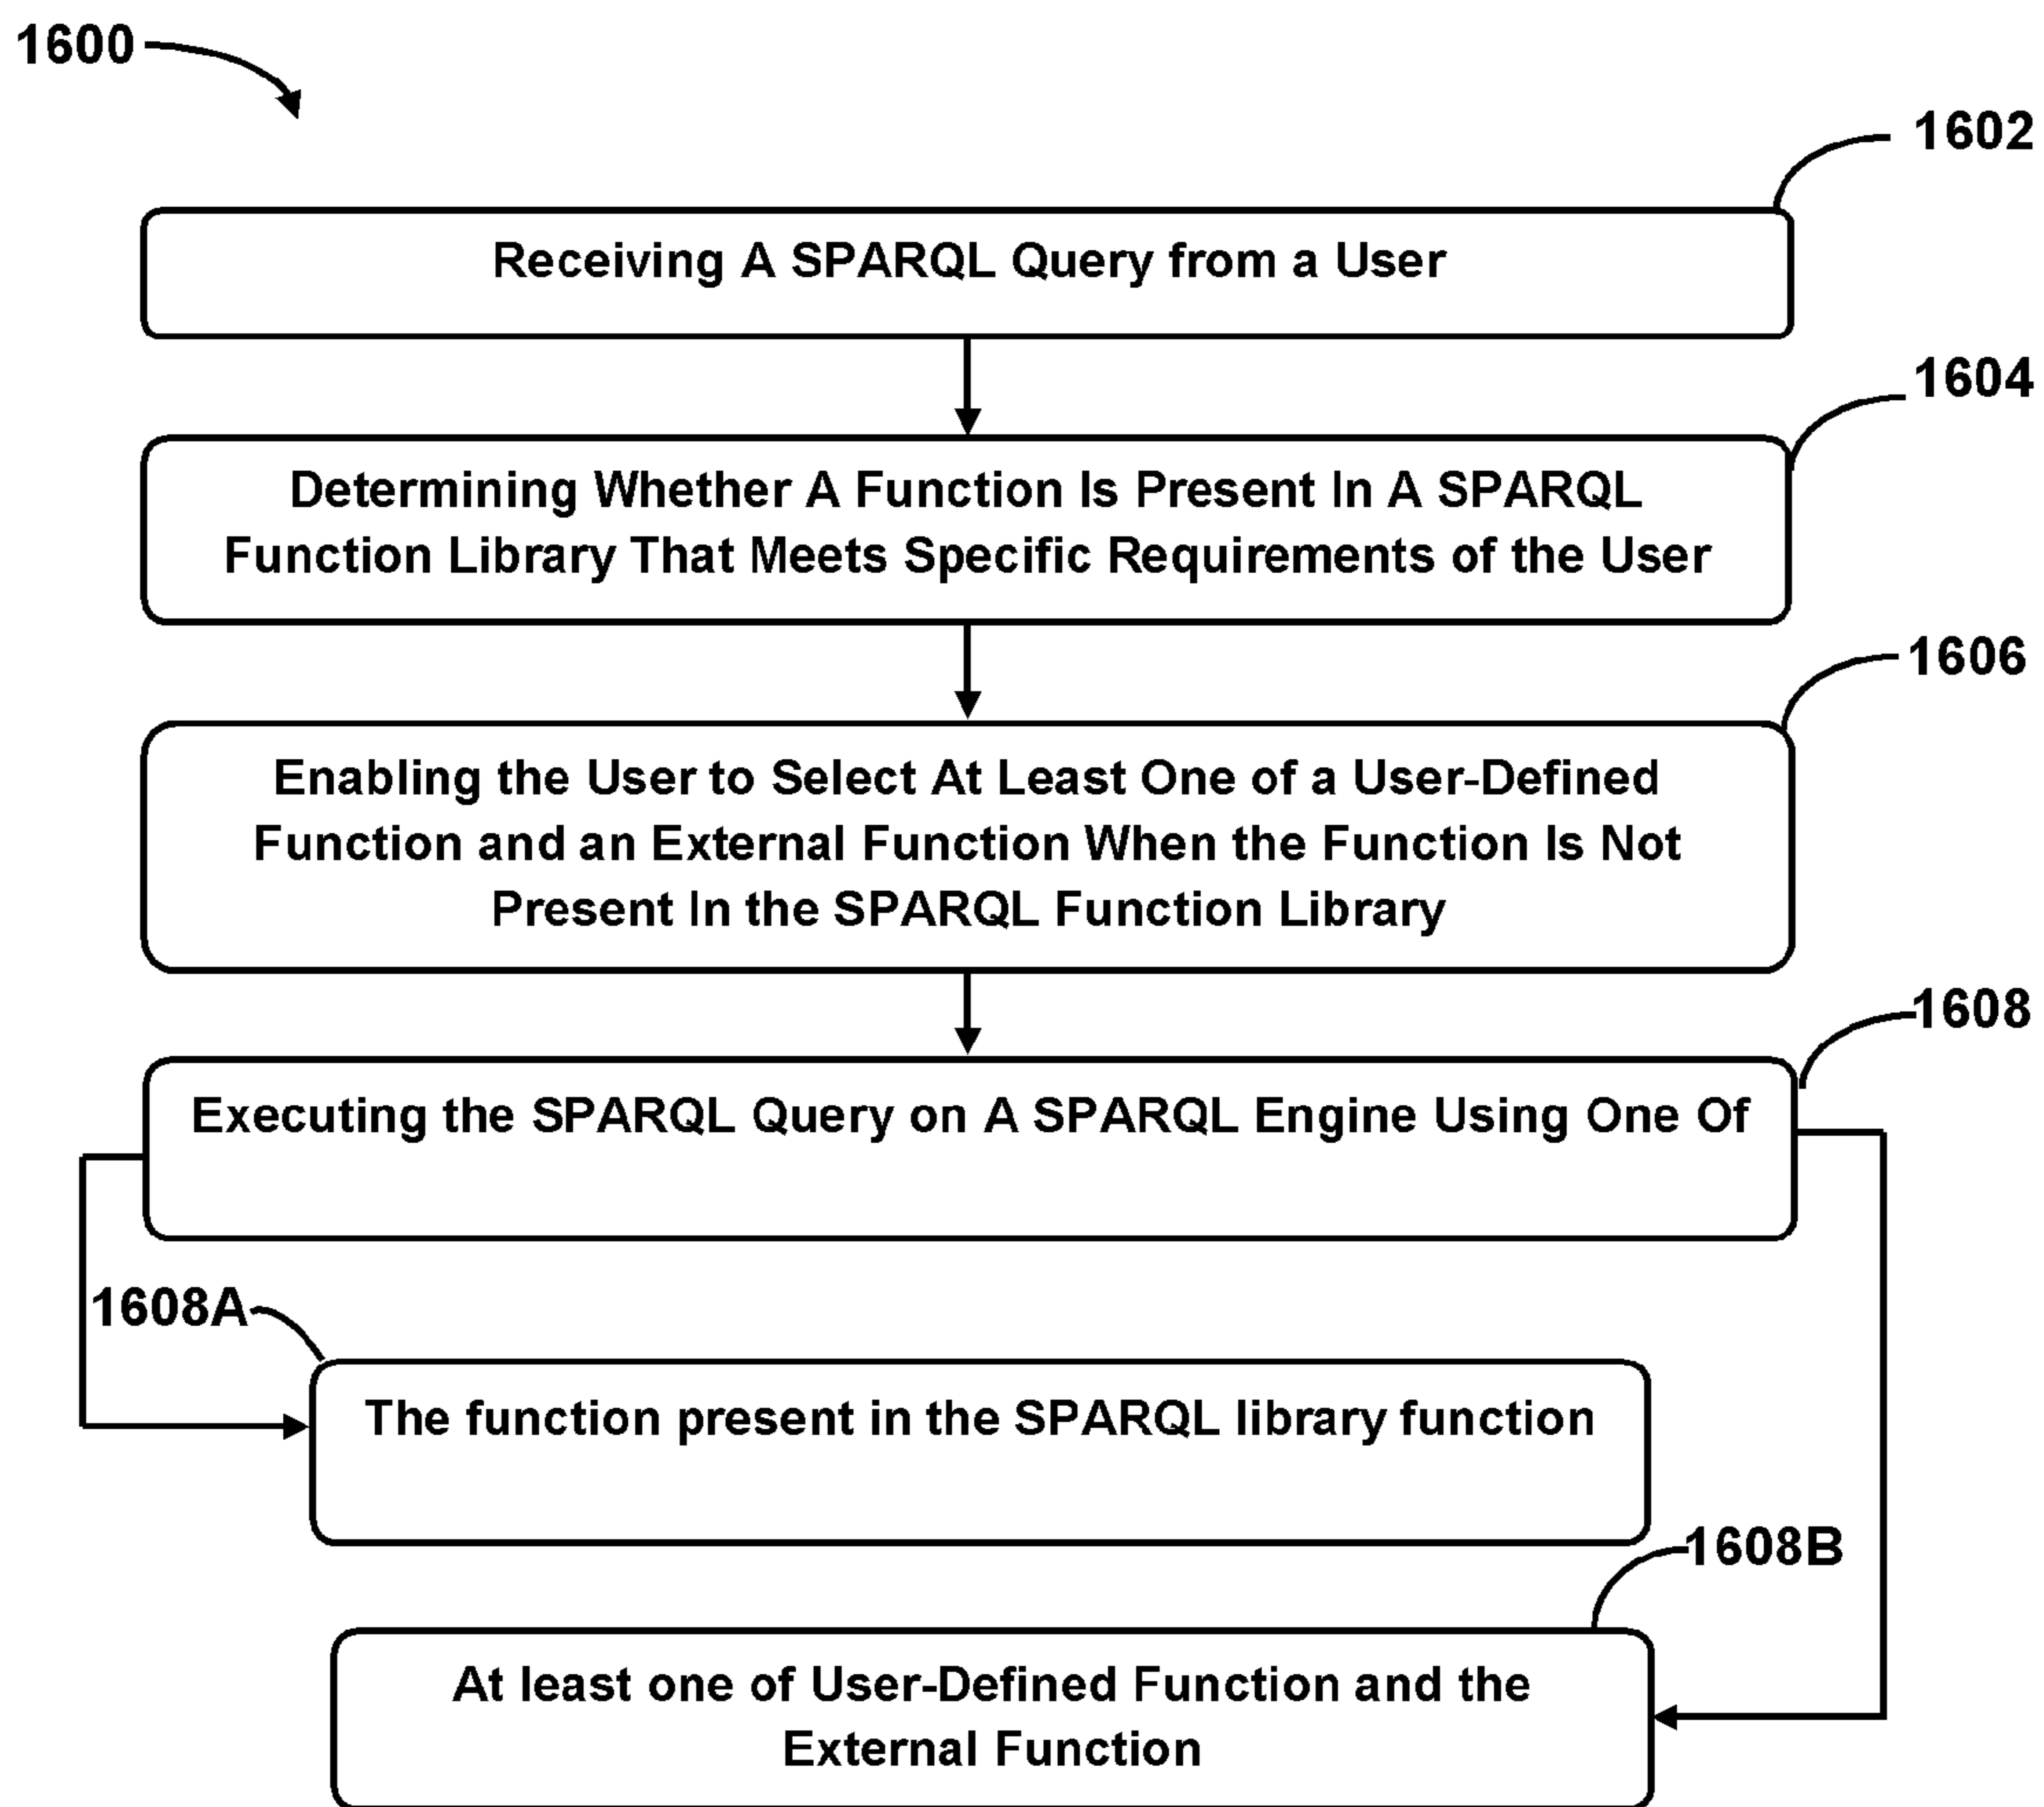 1600
1602
Receiving A SPARQL Query from a User
1604
Determining Whether A Function Is Present In A SPARQL
Function Library That Meets Specific Requirements of the User
1606
Enabling the User to Select At Least One of a User-Defined
Function and an External Function When the Function Is Not
Present In the SPARQL Function Library
1608
Executing the SPARQL Query on A SPARQL Engine Using One Of
1608A
The function present in the SPARQL library function
1608B
At least one of User-Defined Function and the
External Function